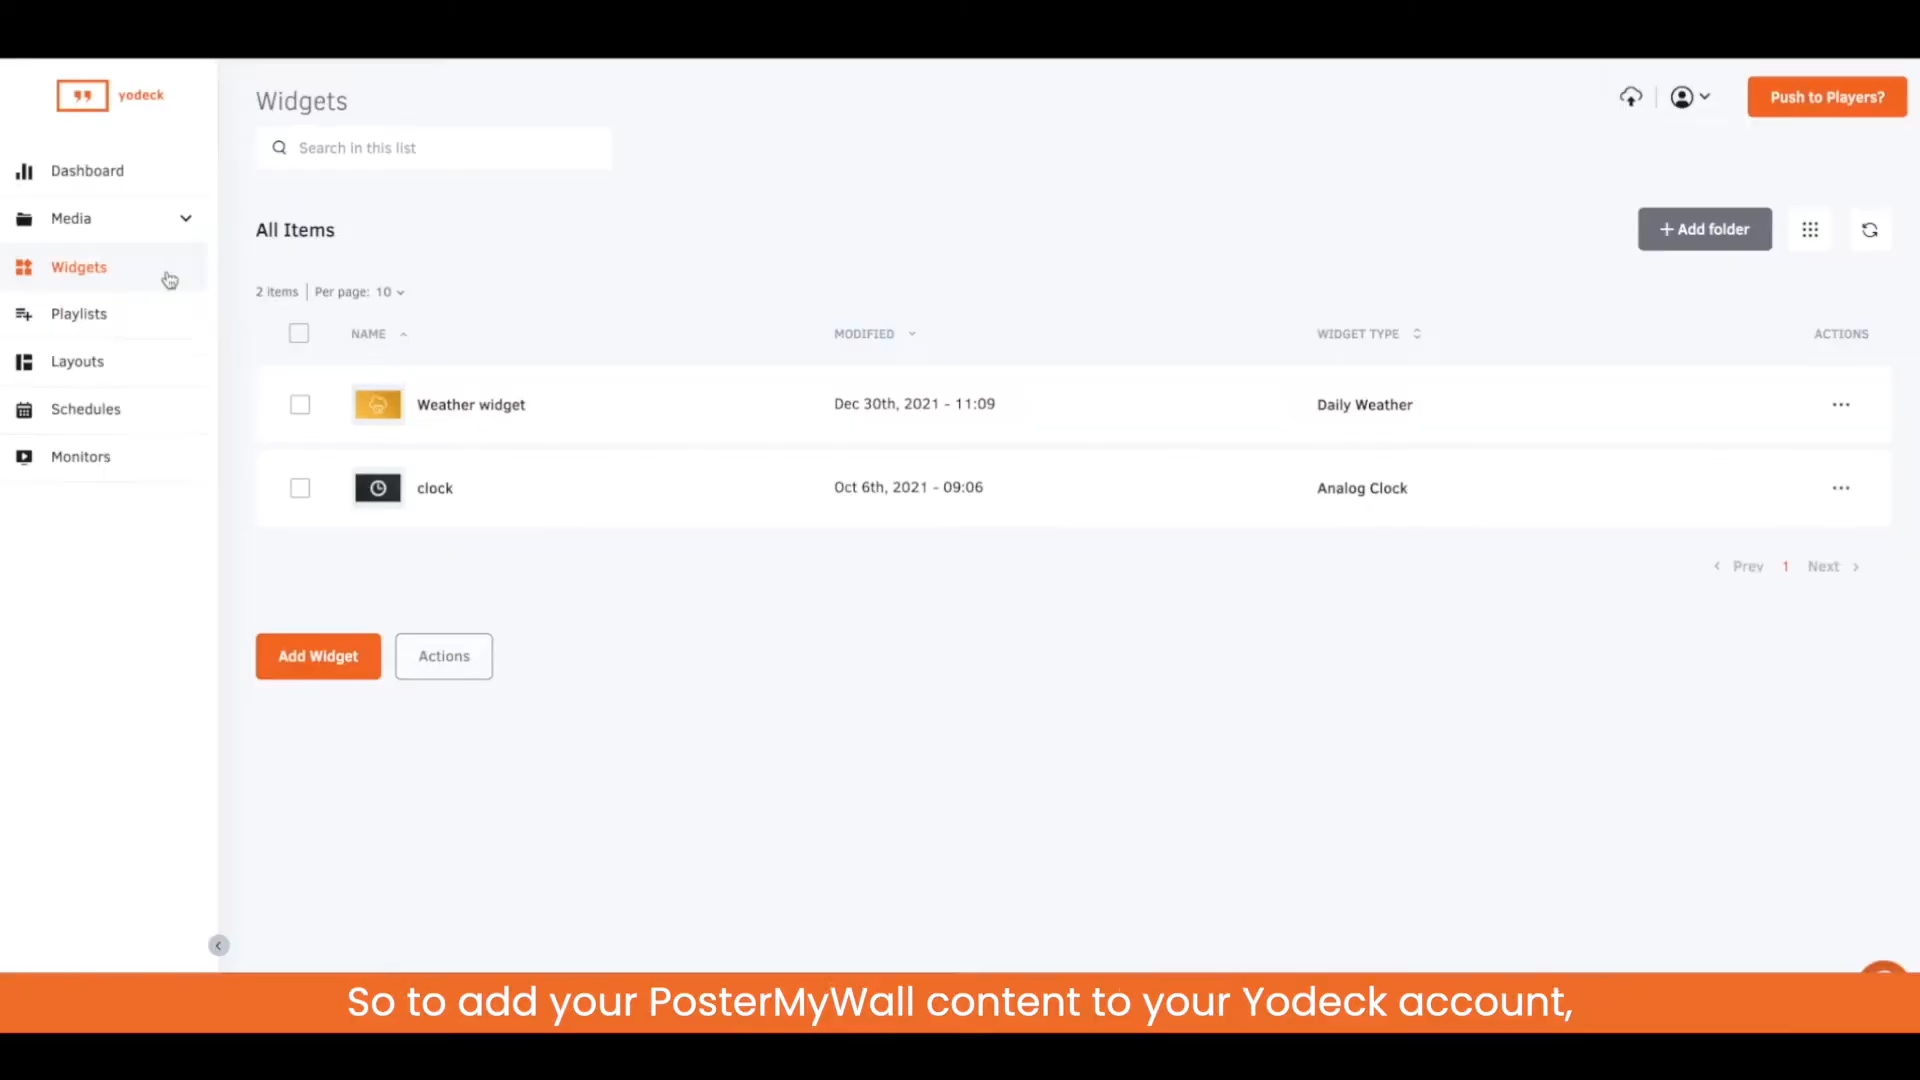 yodeck
Dashboard
Media
Widgets
Playlists
Layouts
Schedules
Monitors
Widgets
Search in this list
Push to Players?
All Items
+ Add folder
2 items | Per page: 10
NAME MODIFIED WIDGET TYPE ACTIONS
Weather widget Dec 30th, 2021 - 11:09 Daily Weather ...
clock Oct 6th, 2021 - 09:06 Analog Clock ...
< Prev 1 Next >
Add Widget Actions
So to add your PosterMyWall content to your Yodeck account,